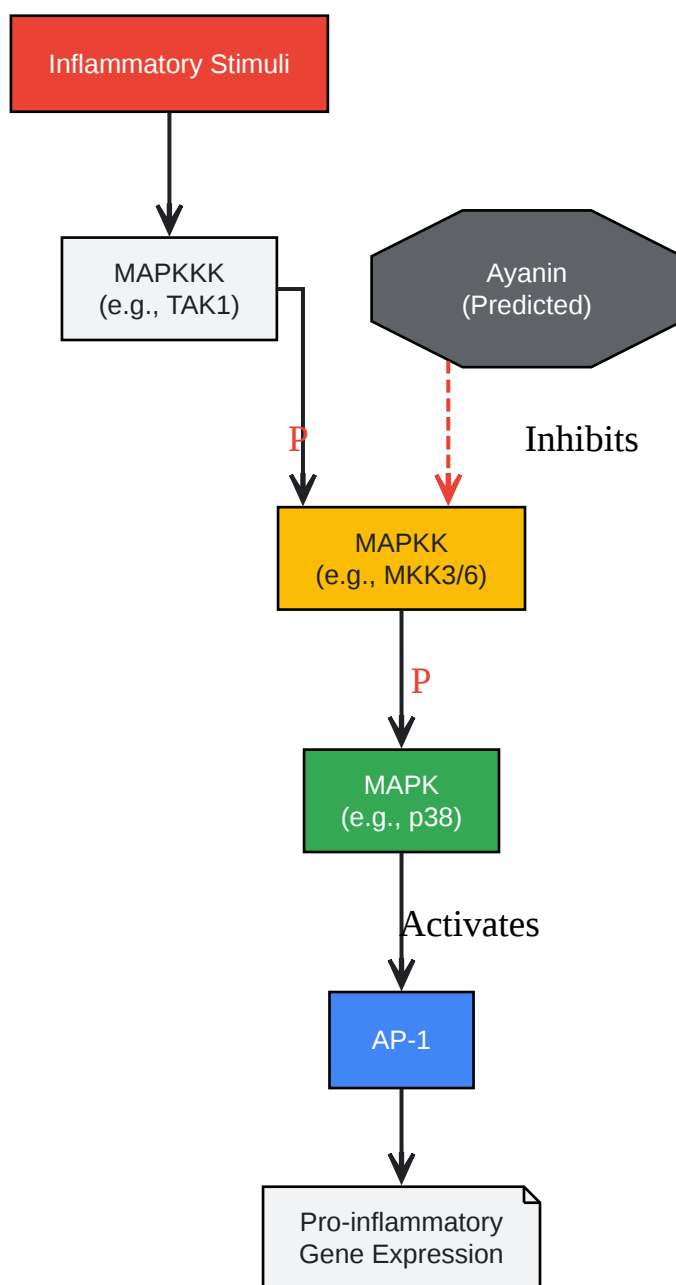 Inflammatory Stimuli
MAPKKK
(e.g., TAK1)
Ayanin
(Predicted)
P
Inhibits
MAPKK
(e.g., MKK3/6)
P
MAPK
(e.g., p38)
Activates
AP-1
Pro-inflammatory
Gene Expression